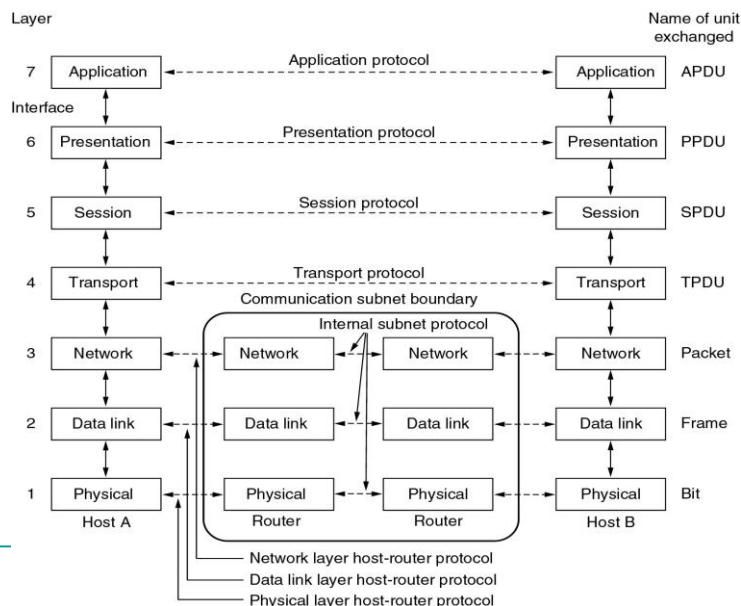 Layer
Name of unit
exchanged
7 Application Application protocol Application APDU
Interface
6 Presentation Presentation protocol Presentation PPDU
5 Session Session protocol Session SPDU
4 Transport Transport protocol Transport TPDU
Communication subnet boundary
Internal subnet protocol
3 Network Network Network Network Packet
2 Data link Data link Data link Data link Frame
1 Physical Physical Physical Physical Bit
Host A Router Router Host B
Network layer host-router protocol
Data link layer host-router protocol
Physical layer host-router protocol